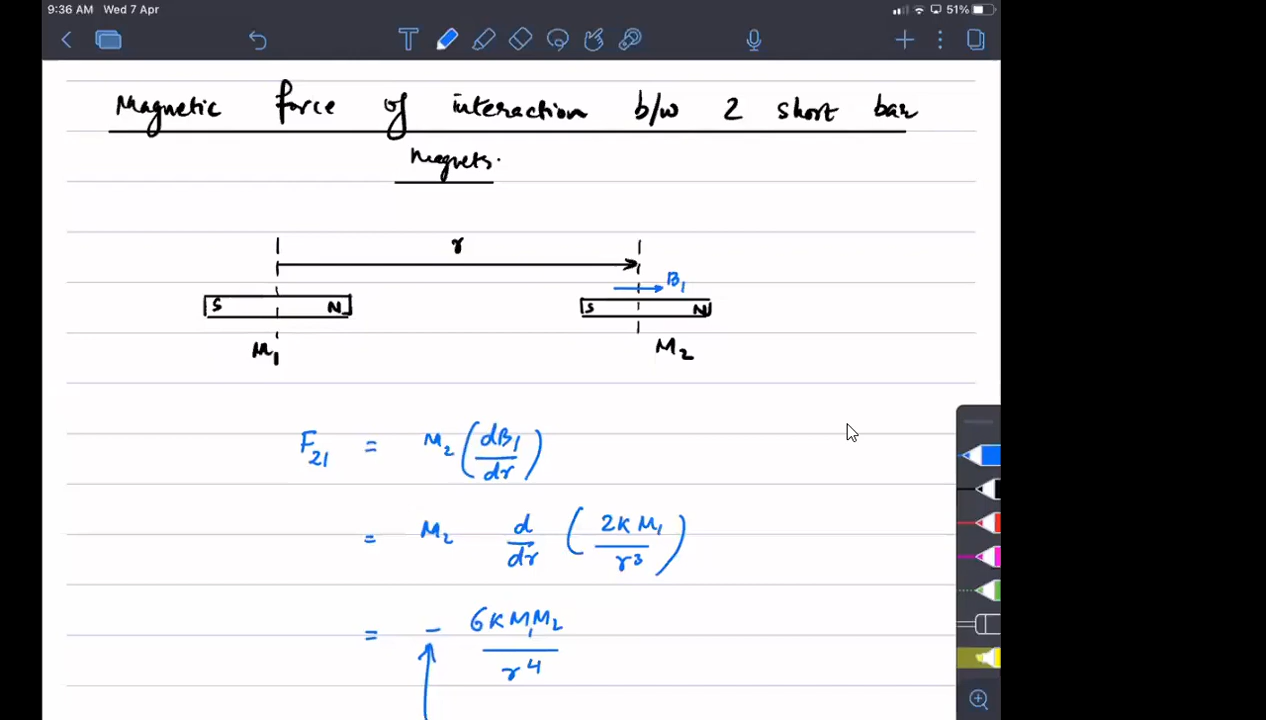 9:36 AM Wed 7 Apr
51%
T
Magnetic force of interaction b/w 2 short bar
Magnets.
r
B₁
S N S N
M₁ M₂
F₂₁ = M₂ (dB₁/dr)
= M₂ d/dr (2KM₁/r³)
= - 6KM₁M₂/r⁴